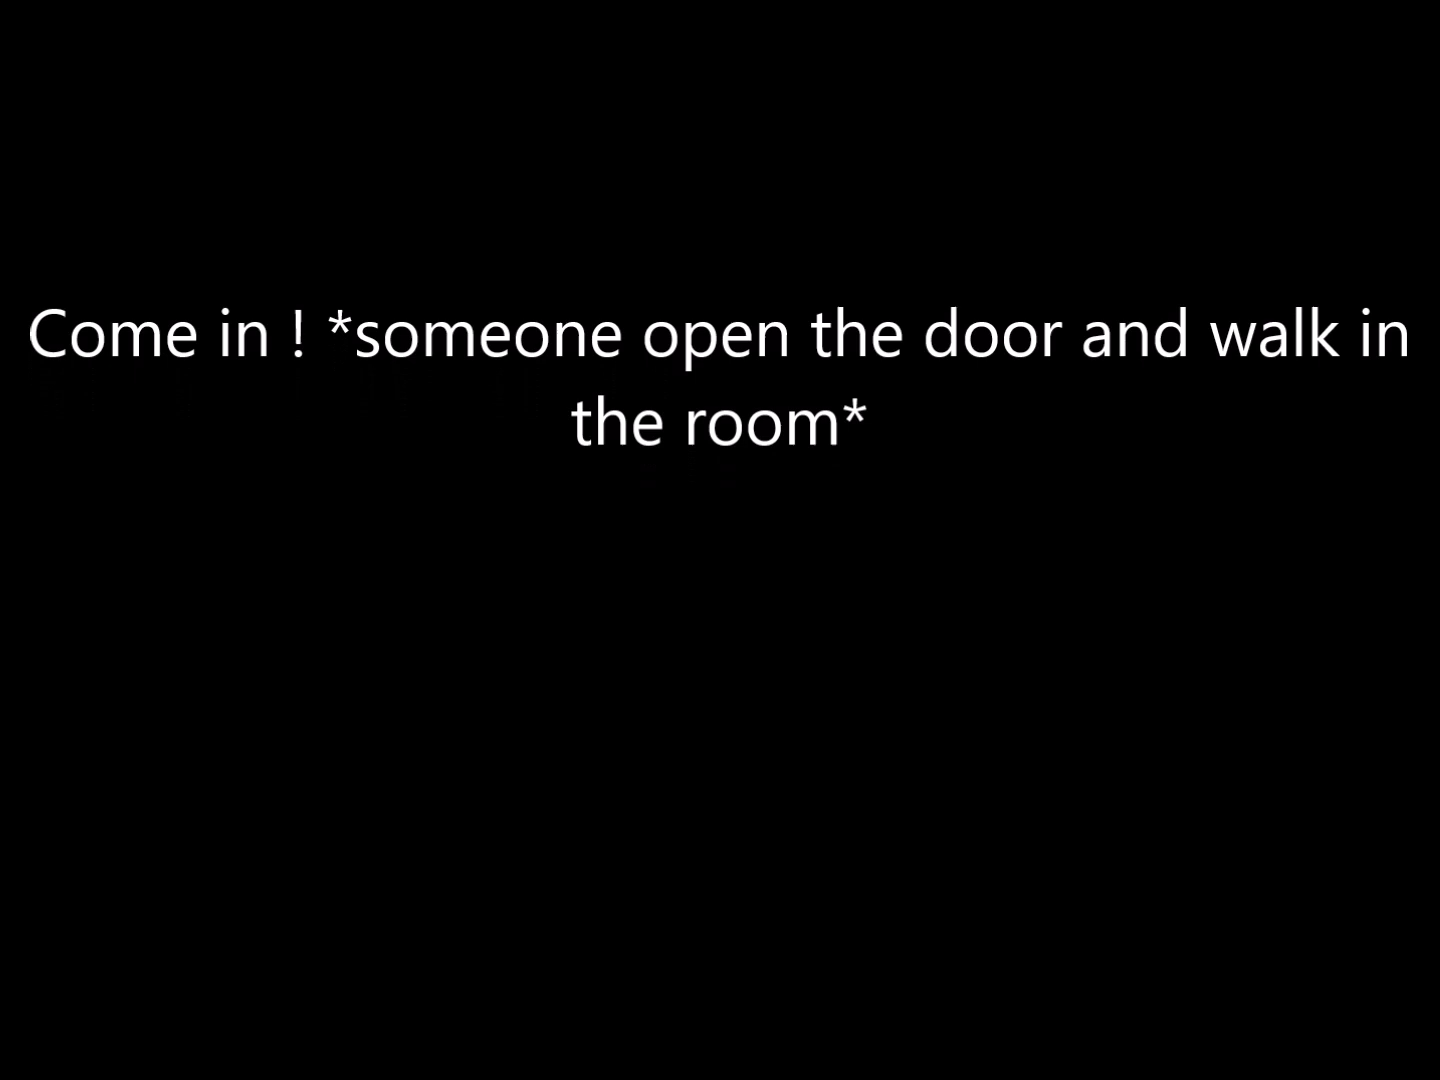 Come in ! *someone open the door and walk in
the room*